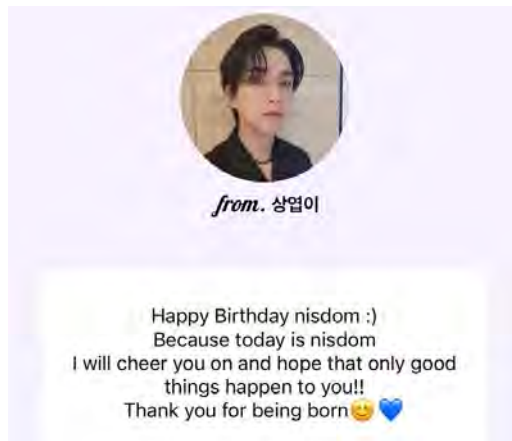 from. 상엽이
Happy Birthday nisdom :)
Because today is nisdom
I will cheer you on and hope that only good
things happen to you!!
Thank you for being born😊💙